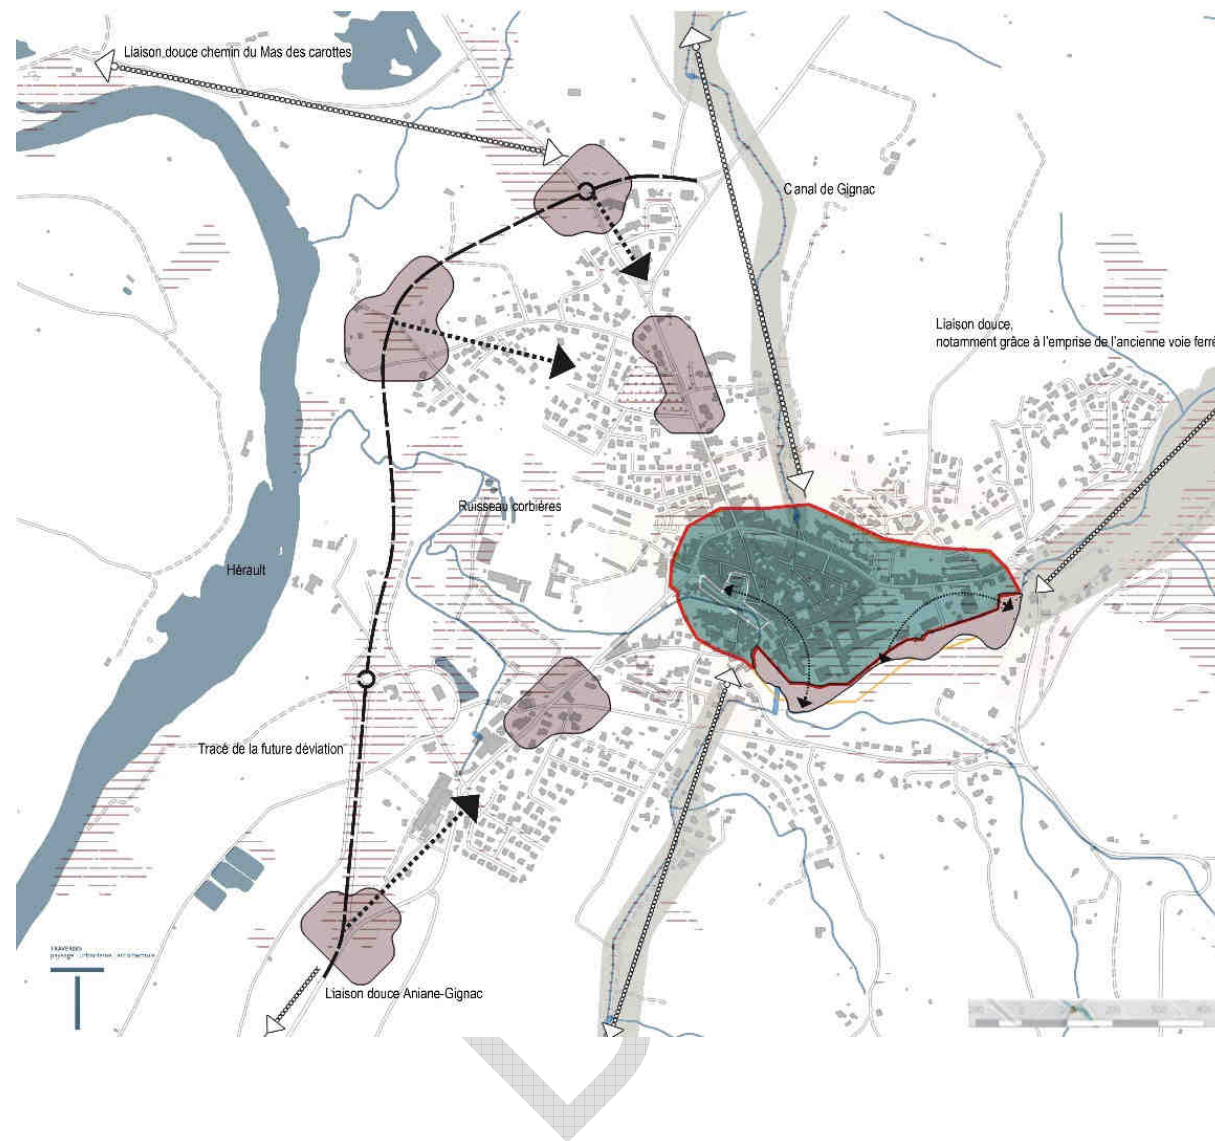 Liaison douce chemin du Mas des carottes
Canal de Gignac
Liaison douce,
notamment grâce à l'emprise de l'ancienne voie ferré
Ruisseau corbières
Hérault
Tracé de la future déviation
Liaison douce Aniane-Gignac